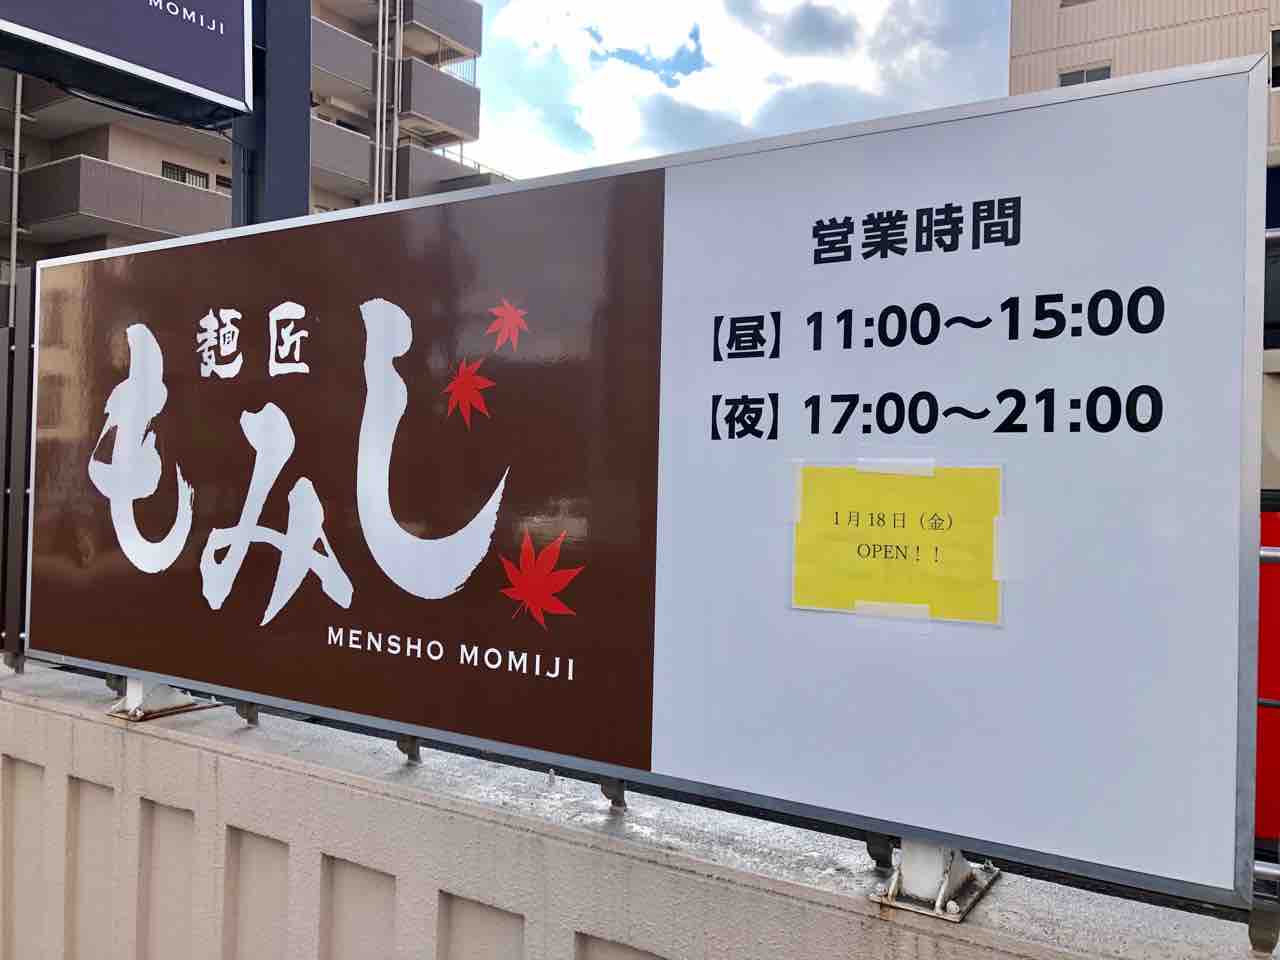 MOMIJI
麺匠
もみじ
MENSHO MOMIJI
営業時間
【昼】11:00〜15:00
【夜】17:00〜21:00
1月18日（金）
OPEN！！